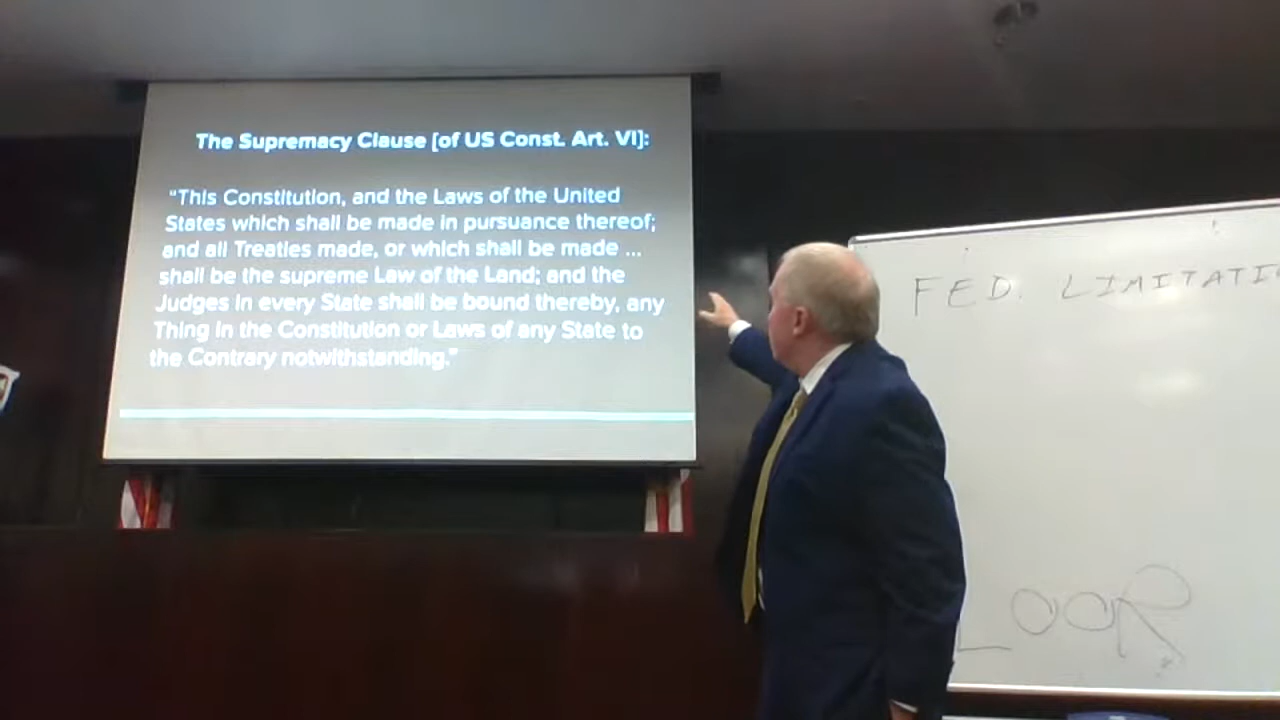 The Supremacy Clause [of US Const. Art. VI]:
"This Constitution, and the Laws of the United
States which shall be made in pursuance thereof;
and all Treaties made, or which shall be made ...
shall be the supreme Law of the Land; and the
Judges in every State shall be bound thereby, any
Thing in the Constitution or Laws of any State to
the Contrary notwithstanding."
FED. LIMITATIO
LOOR